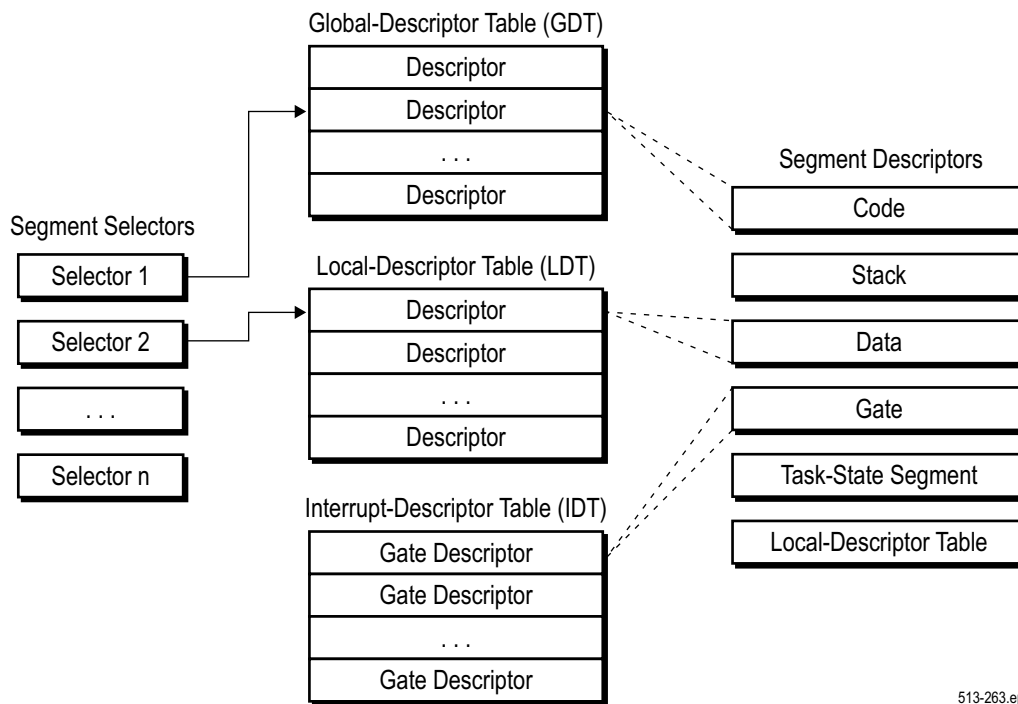 Global-Descriptor Table (GDT)
Descriptor
Descriptor
. . .
Descriptor
Segment Selectors
Selector 1
Selector 2
. . .
Selector n
Local-Descriptor Table (LDT)
Descriptor
Descriptor
. . .
Descriptor
Interrupt-Descriptor Table (IDT)
Gate Descriptor
Gate Descriptor
. . .
Gate Descriptor
Segment Descriptors
Code
Stack
Data
Gate
Task-State Segment
Local-Descriptor Table